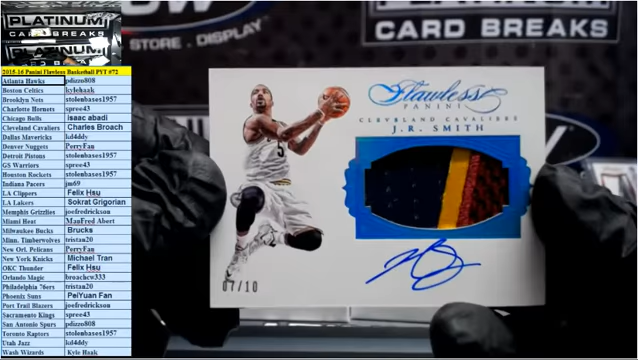 PLATINUM
CARD BREAKS
PLATINUM
STORE . DISPLAY
CARD BREAKS
2015-16 Panini Flawless Basketball PYT #72
Atlanta Hawks pdizzo808
Boston Celtics kylehaak
Brooklyn Nets stolenbases1957
Charlotte Hornets spree43
Chicago Bulls isaac abadi
Cleveland Cavaliers Charles Broach
Dallas Mavericks kd4ddy
Denver Nuggets PerryFan
Detroit Pistons stolenbases1957
GS Warriors spree43
Houston Rockets stolenbases1957
Indiana Pacers jm69
LA Clippers Felix Hsu
LA Lakers Sokrat Grigorian
Memphis Grizzlies joefredrickson
Miami Heat ManFred Abert
Milwaukee Bucks Brucks
Minn. Timberwolves tristan20
New Orl. Pelicans PerryFan
New York Knicks Michael Tran
OKC Thunder Felix Hsu
Orlando Magic broachcw333
Philadelphia 76ers tristan20
Phoenix Suns PeiYuan Fan
Port Trail Blazers joefredrickson
Sacramento Kings spree43
San Antonio Spurs pdizzo808
Toronto Raptors stolenbases1957
Utah Jazz kd4ddy
Wash Wizards Kyle Haak
Flawless
PANINI
CLEVELAND CAVALIERS
J.R. SMITH
5
07/10